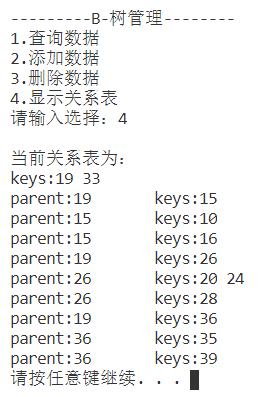 ---------B-树管理--------
1.查询数据
2.添加数据
3.删除数据
4.显示关系表
请输入选择：4
当前关系表为：
keys:19 33
parent:19 keys:15
parent:15 keys:10
parent:15 keys:16
parent:19 keys:26
parent:26 keys:20 24
parent:26 keys:28
parent:19 keys:36
parent:36 keys:35
parent:36 keys:39
请按任意键继续. . .